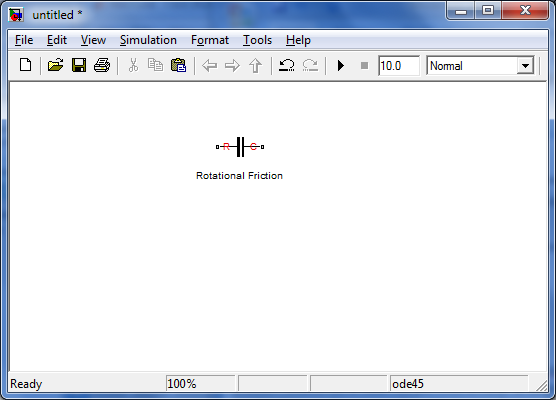 untitled *
File Edit View Simulation Format Tools Help
10.0 Normal
R C
Rotational Friction
Ready 100% ode45